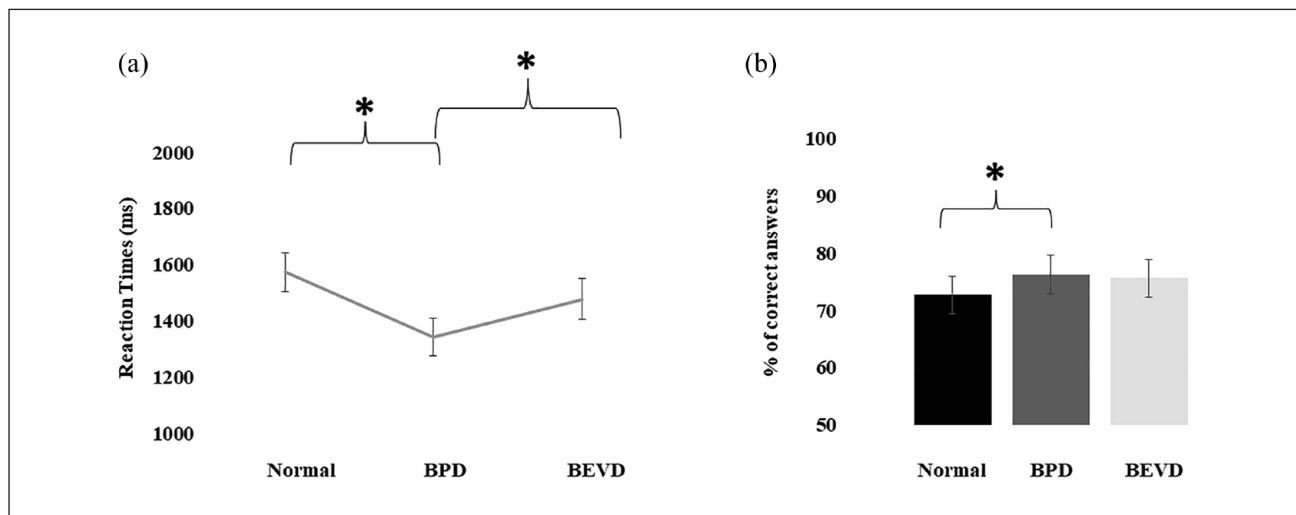 (a)
*
*
Reaction Times (ms)
2000
1800
1600
1400
1200
1000
Normal BPD BEVD
(b)
*
% of correct answers
100
90
80
70
60
50
Normal BPD BEVD